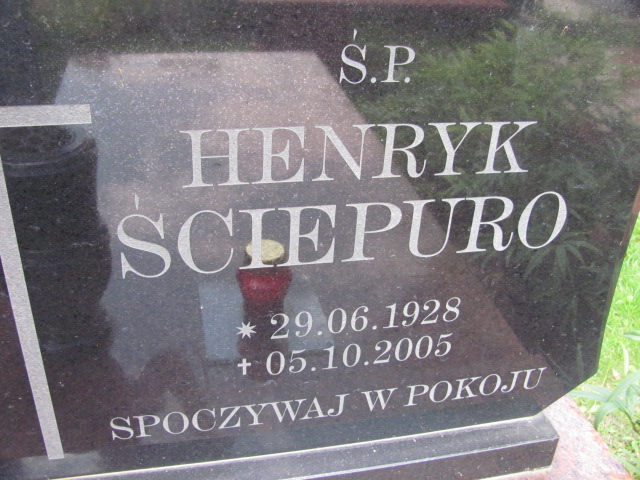 Ś.P.
HENRYK
ŚCIEPURO
* 29.06.1928
✝ 05.10.2005
SPOCZYWAJ W POKOJU